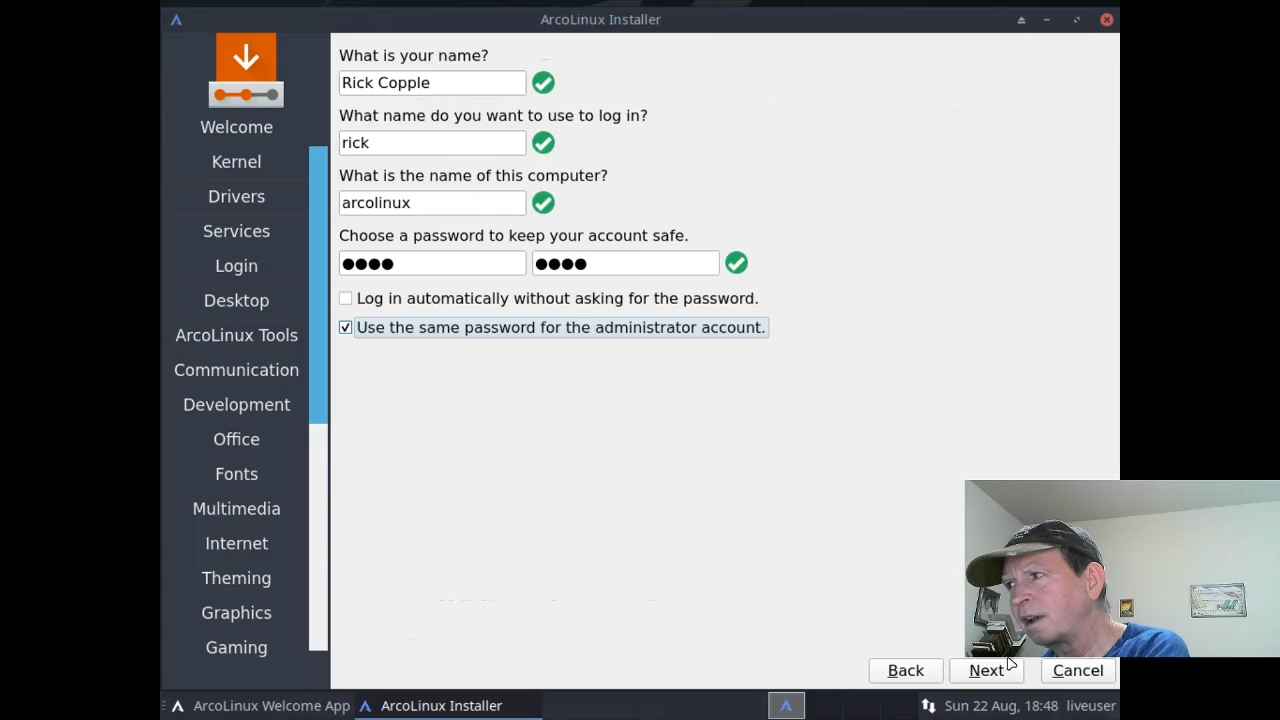 ArcoLinux Installer
Welcome
Kernel
Drivers
Services
Login
Desktop
ArcoLinux Tools
Communication
Development
Office
Fonts
Multimedia
Internet
Theming
Graphics
Gaming
What is your name?
Rick Copple
What name do you want to use to log in?
rick
What is the name of this computer?
arcolinux
Choose a password to keep your account safe.
Log in automatically without asking for the password.
Use the same password for the administrator account.
Back Next Cancel
ArcoLinux Welcome App ArcoLinux Installer Sun 22 Aug, 18:48 liveuser